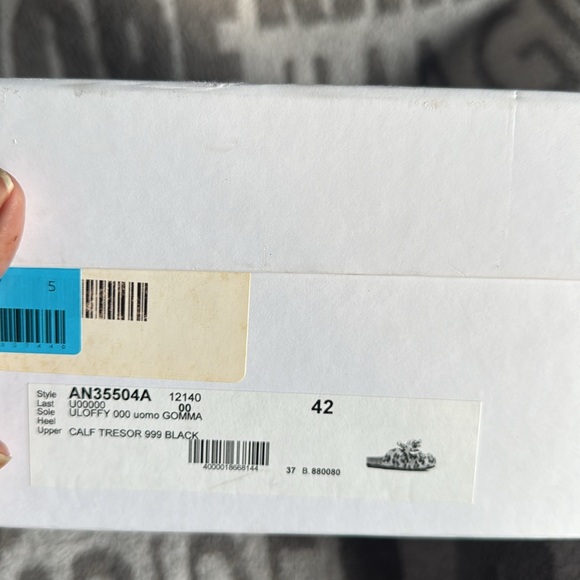 5
Style AN35504A 12140
Last U00000 00 42
Sole ULOFFY 000 uomo GOMMA
Heel
Upper CALF TRESOR 999 BLACK
4000018668144
37 B. 880080